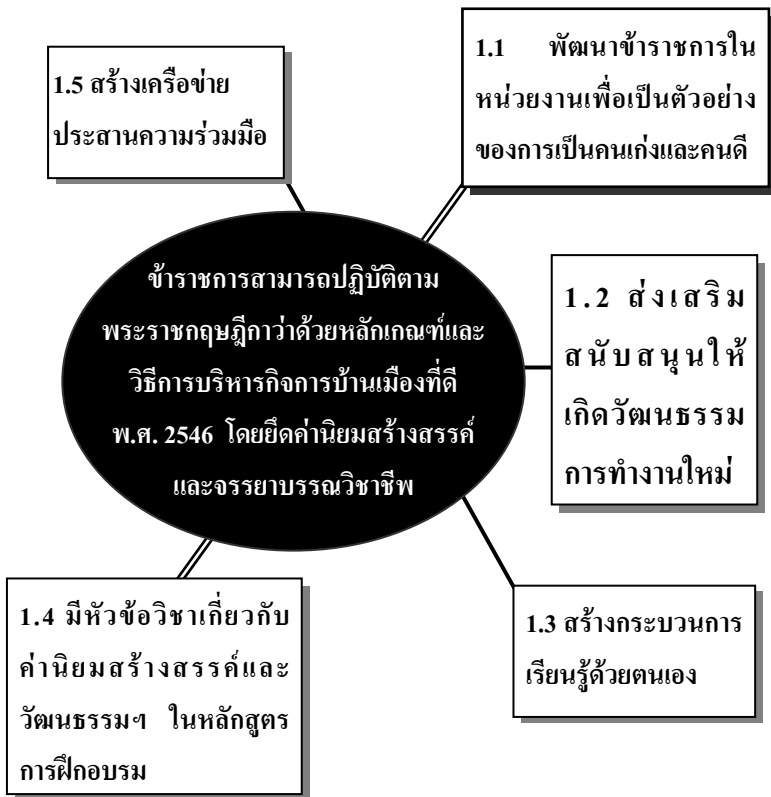 1.5 สร้างเครือข่าย
ประสานความร่วมมือ
1.1 พัฒนาข้าราชการใน
หน่วยงานเพื่อเป็นตัวอย่าง
ของการเป็นคนเก่งและคนดี
ข้าราชการสามารถปฏิบัติตาม
พระราชกฤษฎีกาว่าด้วยหลักเกณฑ์และ
วิธีการบริหารกิจการบ้านเมืองที่ดี
พ.ศ. 2546 โดยยึดค่านิยมสร้างสรรค์
และจรรยาบรรณวิชาชีพ
1.2 ส่งเสริม
สนับสนุนให้
เกิดวัฒนธรรม
การทำงานใหม่
1.4 มีหัวข้อวิชาเกี่ยวกับ
ค่านิยมสร้างสรรค์และ
วัฒนธรรมฯ ในหลักสูตร
การฝึกอบรม
1.3 สร้างกระบวนการ
เรียนรู้ด้วยตนเอง